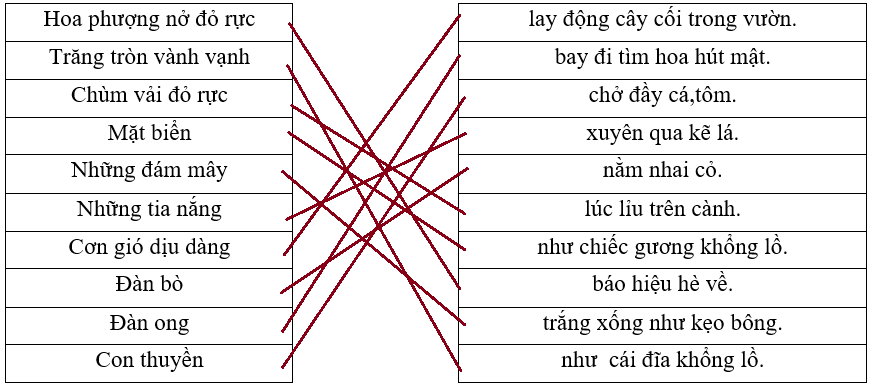 Hoa phượng nở đỏ rực
lay động cây cối trong vườn.
Trăng tròn vành vạnh
bay đi tìm hoa hút mật.
Chùm vải đỏ rực
chở đầy cá,tôm.
Mặt biển
xuyên qua kẽ lá.
Những đám mây
nằm nhai cỏ.
Những tia nắng
lúc lỉu trên cành.
Cơn gió dịu dàng
như chiếc gương khổng lồ.
Đàn bò
báo hiệu hè về.
Đàn ong
trắng xống như kẹo bông.
Con thuyền
như cái đĩa khổng lồ.